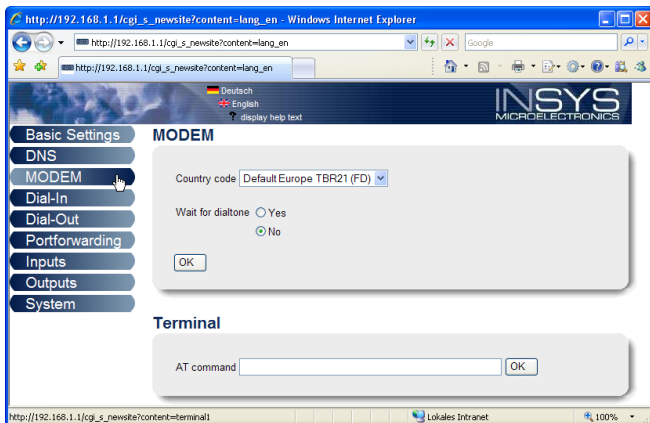 http://192.168.1.1/cgi_s_newsite?content=lang_en - Windows Internet Explorer
http://192.168.1.1/cgi_s_newsite?content=lang_en
Google
http://192.168.1.1/cgi_s_newsite?content=lang_en
Deutsch
English
? display help text
INSYS
MICROELECTRONICS
Basic Settings
DNS
MODEM
Dial-In
Dial-Out
Portforwarding
Inputs
Outputs
System
MODEM
Country code Default Europe TBR21 (FD)
Wait for dialtone Yes
No
OK
Terminal
AT command OK
http://192.168.1.1/cgi_s_newsite?content=terminal1
Lokales Intranet
100%